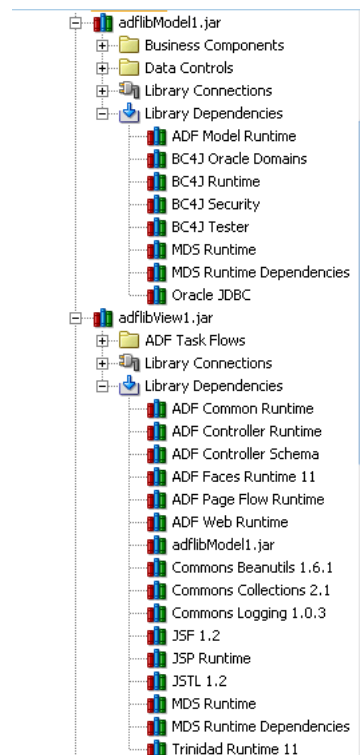 adflibModel1.jar
Business Components
Data Controls
Library Connections
Library Dependencies
ADF Model Runtime
BC4J Oracle Domains
BC4J Runtime
BC4J Security
BC4J Tester
MDS Runtime
MDS Runtime Dependencies
Oracle JDBC
adflibView1.jar
ADF Task Flows
Library Connections
Library Dependencies
ADF Common Runtime
ADF Controller Runtime
ADF Controller Schema
ADF Faces Runtime 11
ADF Page Flow Runtime
ADF Web Runtime
adflibModel1.jar
Commons Beanutils 1.6.1
Commons Collections 2.1
Commons Logging 1.0.3
JSF 1.2
JSP Runtime
JSTL 1.2
MDS Runtime
MDS Runtime Dependencies
Trinidad Runtime 11